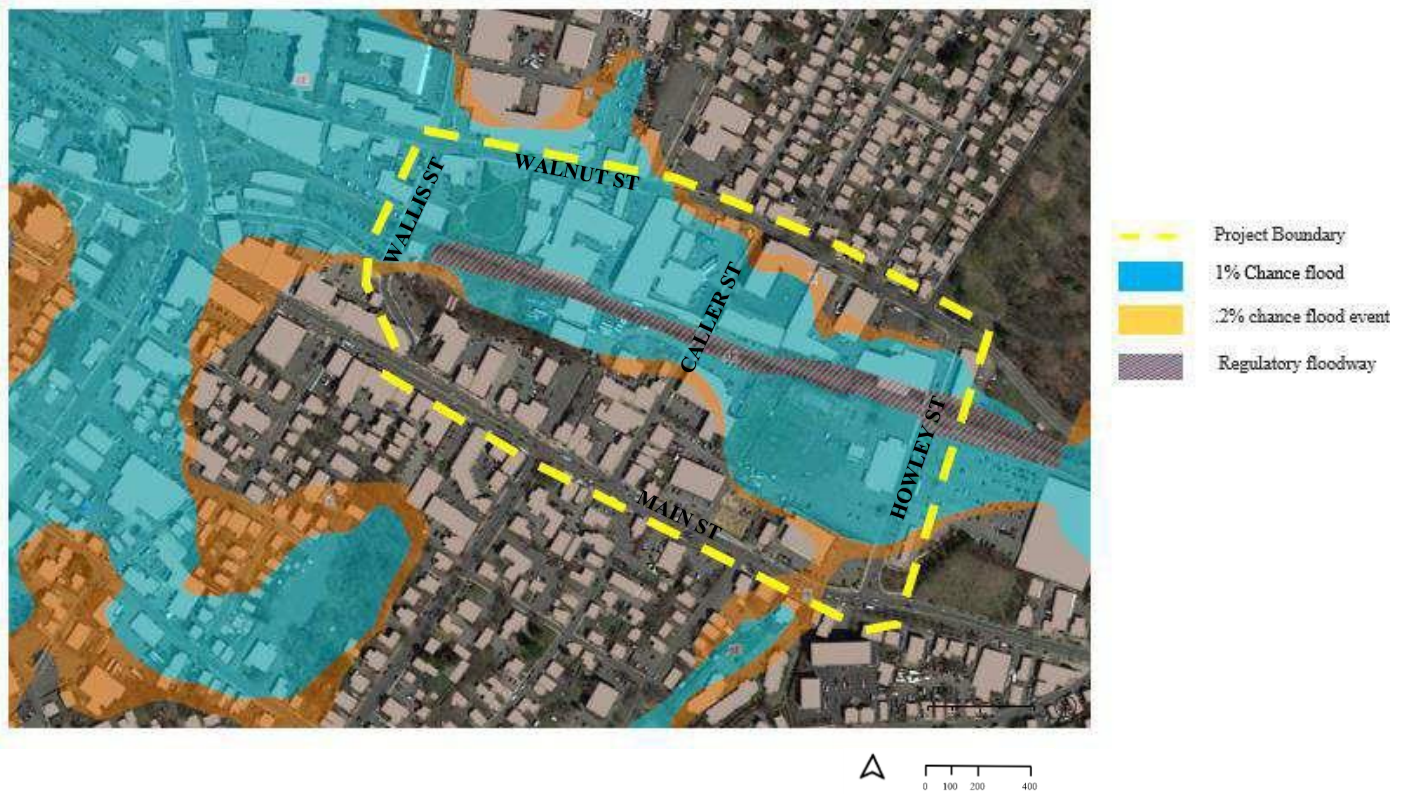 WALNUT ST
WALLIS.ST
CALLER ST
HOWLEY ST
MAIN ST
Project Boundary
1% Chance flood
.2% chance flood event
Regulatory floodway
0 100 200 400